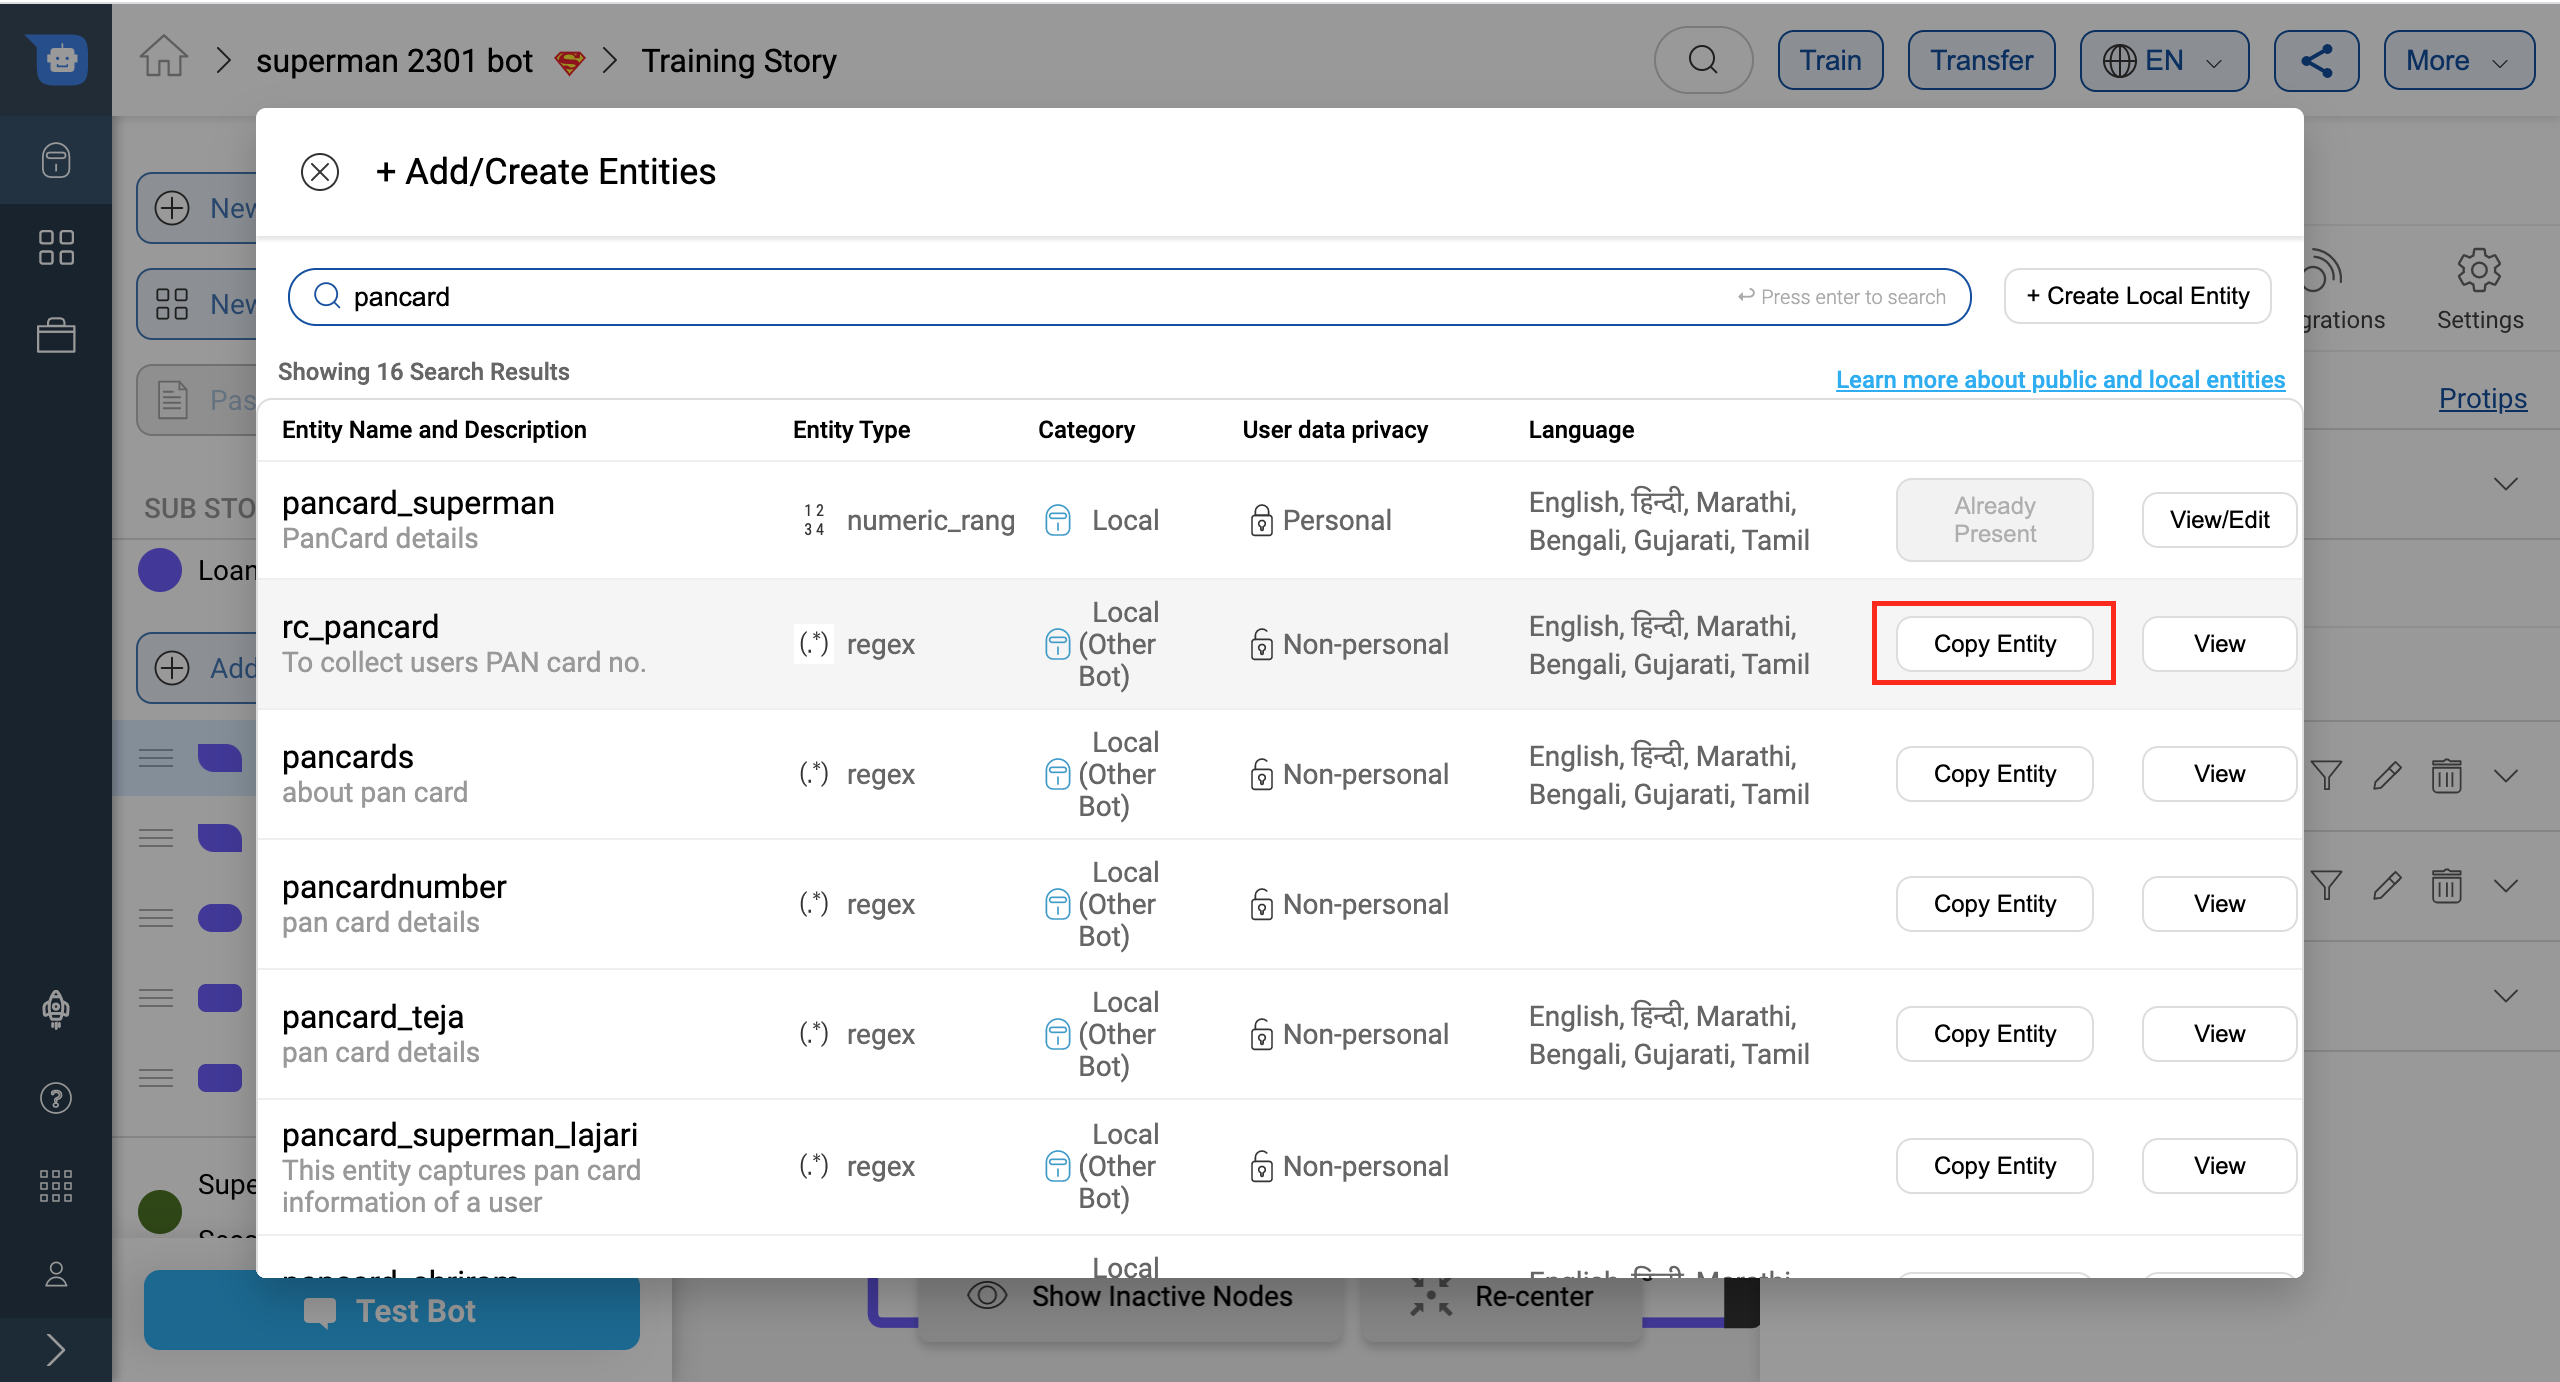 superman 2301 bot
Training Story
Train
Transfer
EN
More
+ Add/Create Entities
New
New
Pas
pancard
Press enter to search
+ Create Local Entity
grations
Settings
Showing 16 Search Results
Learn more about public and local entities
Protips
Entity Name and Description
Entity Type
Category
User data privacy
Language
SUB STO
Loan
Add
pancard_superman
PanCard details
1 2
3 4
numeric_rang
Local
Personal
English, हिन्दी, Marathi,
Bengali, Gujarati, Tamil
Already
Present
View/Edit
rc_pancard
To collect users PAN card no.
(.*)
regex
Local
(Other
Bot)
Non-personal
English, हिन्दी, Marathi,
Bengali, Gujarati, Tamil
Copy Entity
View
pancards
about pan card
(.*)
regex
Local
(Other
Bot)
Non-personal
English, हिन्दी, Marathi,
Bengali, Gujarati, Tamil
Copy Entity
View
pancardnumber
pan card details
(.*)
regex
Local
(Other
Bot)
Non-personal
Copy Entity
View
pancard_teja
pan card details
(.*)
regex
Local
(Other
Bot)
Non-personal
English, हिन्दी, Marathi,
Bengali, Gujarati, Tamil
Copy Entity
View
pancard_superman_lajari
This entity captures pan card
information of a user
(.*)
regex
Local
(Other
Bot)
Non-personal
Copy Entity
View
Supe
Local
English, हिन्दी, Marathi,
Test Bot
Show Inactive Nodes
Re-center